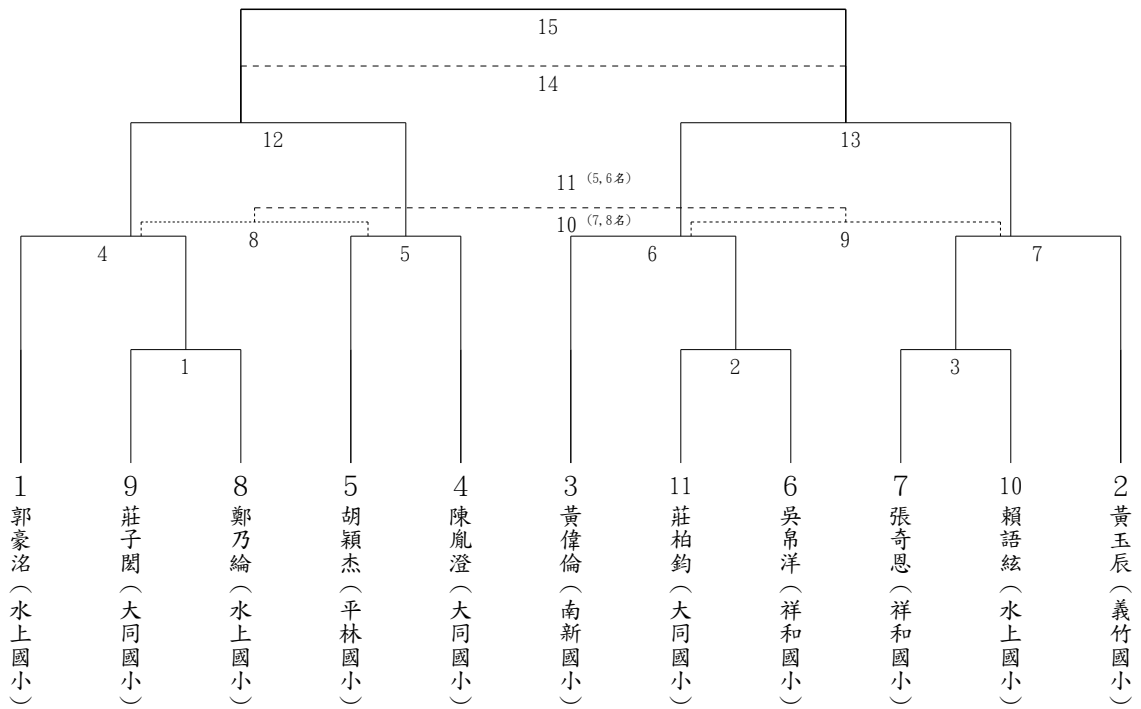 15
14
12
13
11 (5,6名)
10 (7,8名)
8
9
4
5
6
7
1
2
3
1
郭豪洺(水上國小)
9
莊子閎(大同國小)
8
鄭乃綸(水上國小)
5
胡穎杰(平林國小)
4
陳胤澄(大同國小)
3
黃偉倫(南新國小)
11
莊柏鈞(大同國小)
6
吳帛洋(祥和國小)
7
張奇恩(祥和國小)
10
賴語絃(水上國小)
2
黃玉辰(義竹國小)